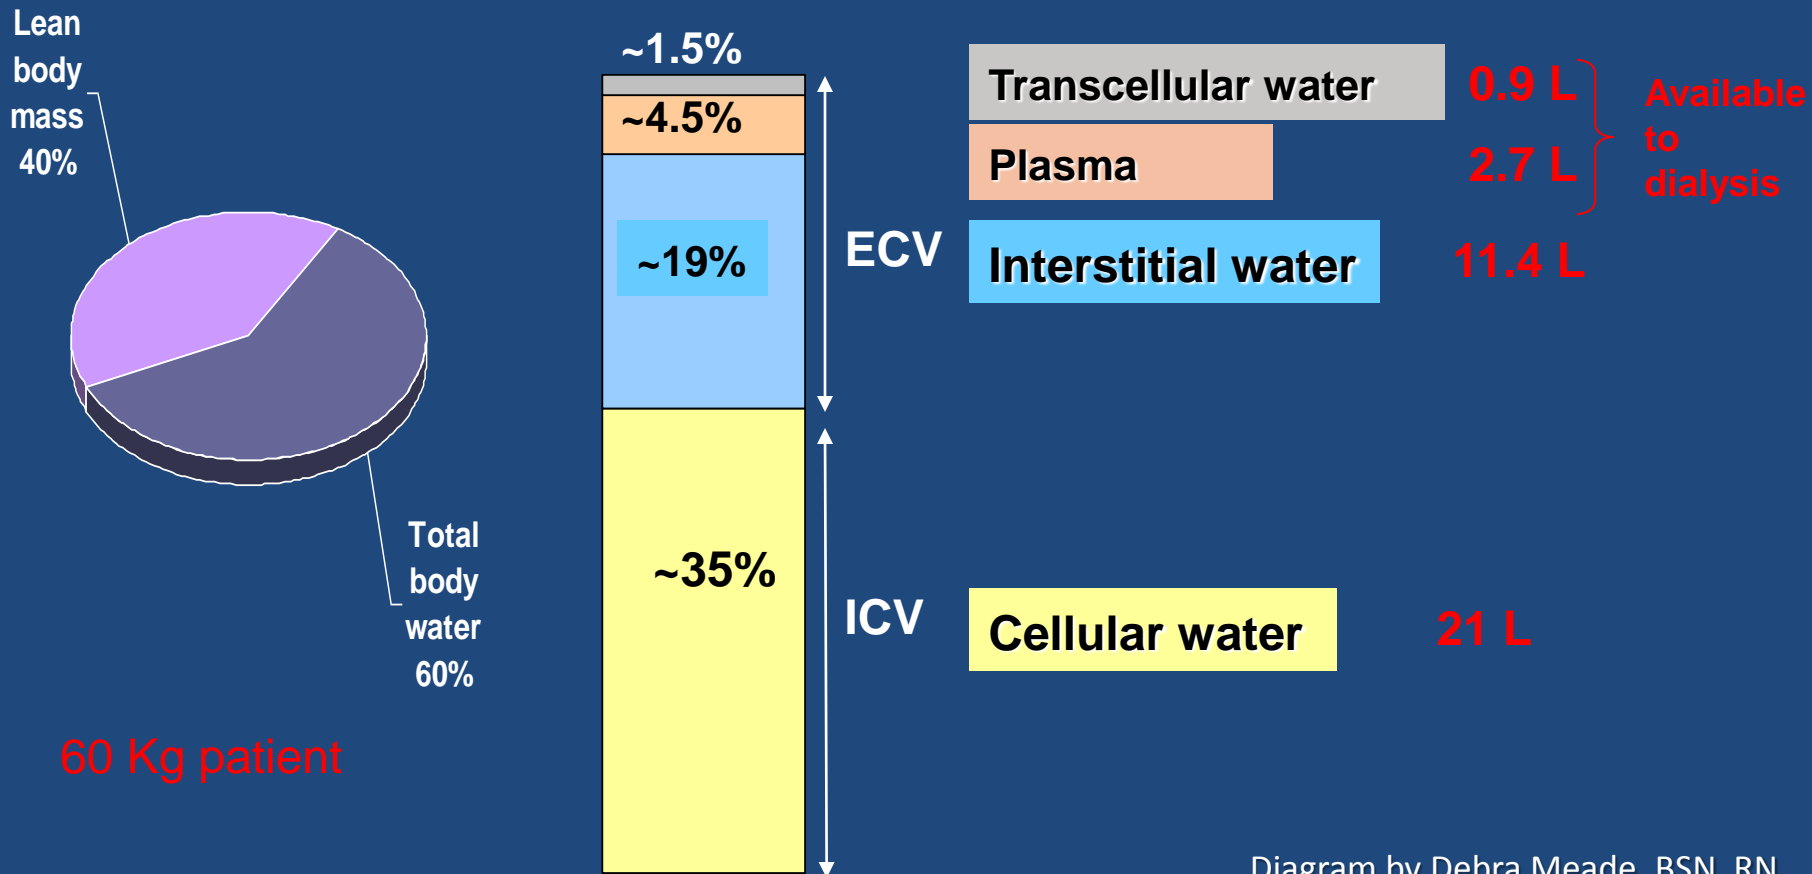 Lean
body
mass
40%
Total
body
water
60%
60 Kg patient
~1.5%
~4.5%
~19%
~35%
ECV
ICV
Transcellular water 0.9 L
Plasma 2.7 L
Available
to
dialysis
Interstitial water 11.4 L
Cellular water 21 L
Diagram by Debra Meade, BSN, RN